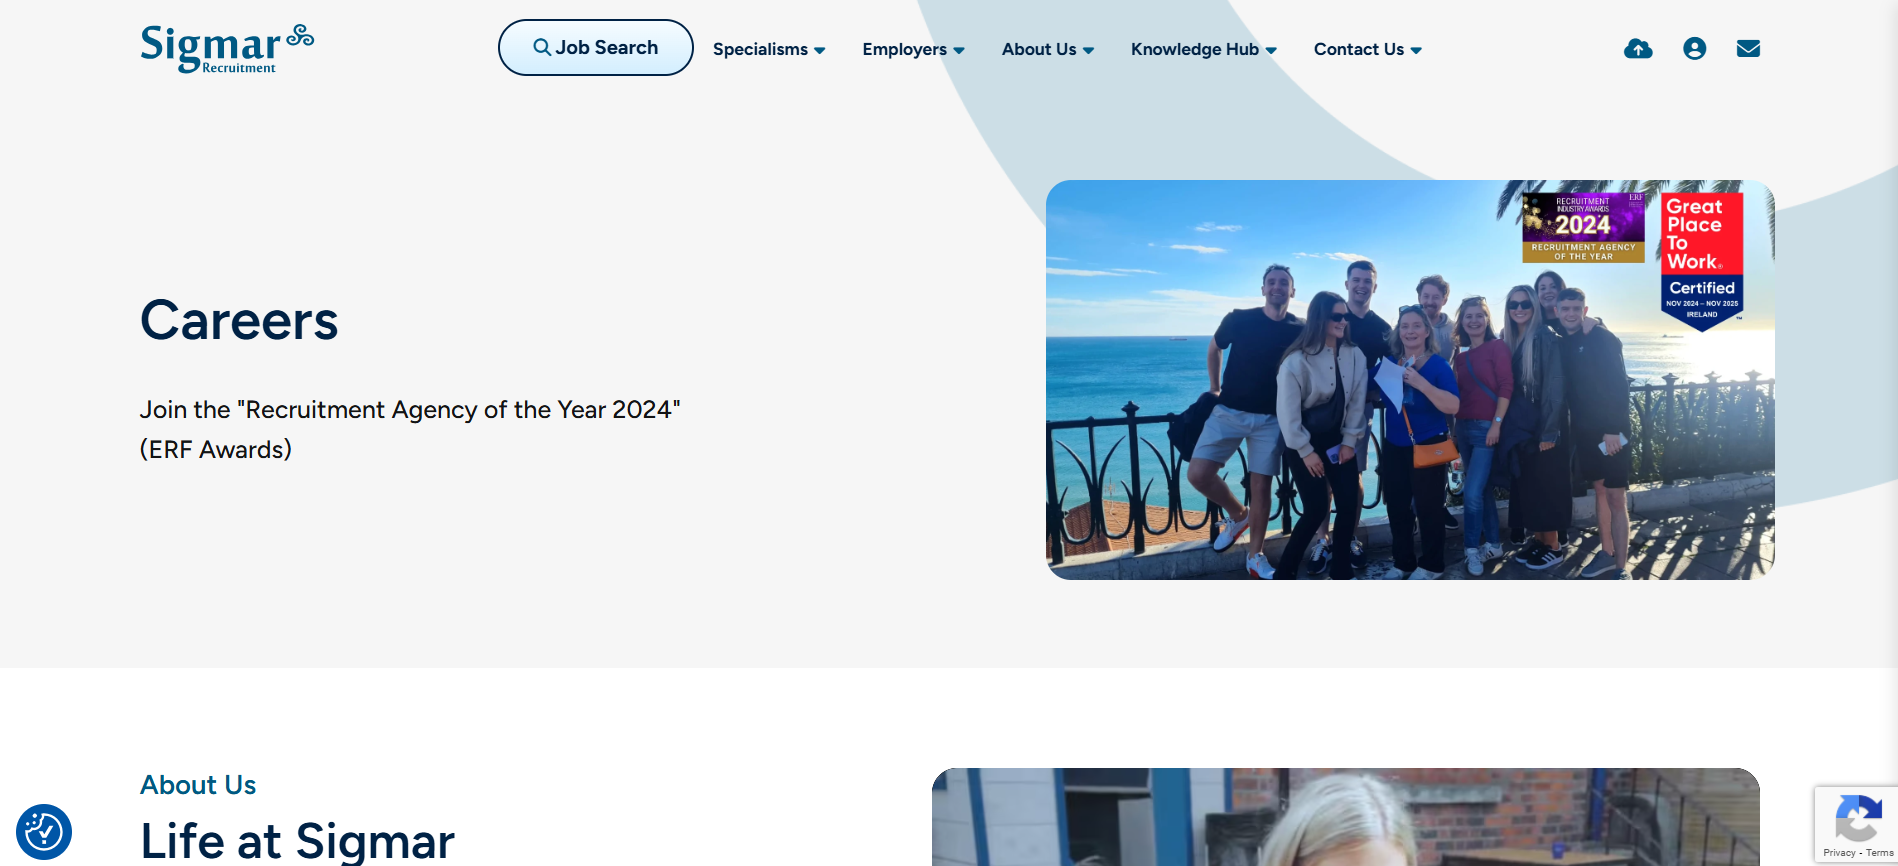 Sigmar
Recruitment
Job Search
Specialisms
Employers
About Us
Knowledge Hub
Contact Us
Careers
Join the "Recruitment Agency of the Year 2024"
(ERF Awards)
RECRUITMENT
INDUSTRY AWARDS
ERF
2024
RECRUITMENT AGENCY
OF THE YEAR
Great
Place
To
Work®
Certified
NOV 2024 – NOV 2025
IRELAND
™
About Us
Life at Sigmar
Privacy - Terms